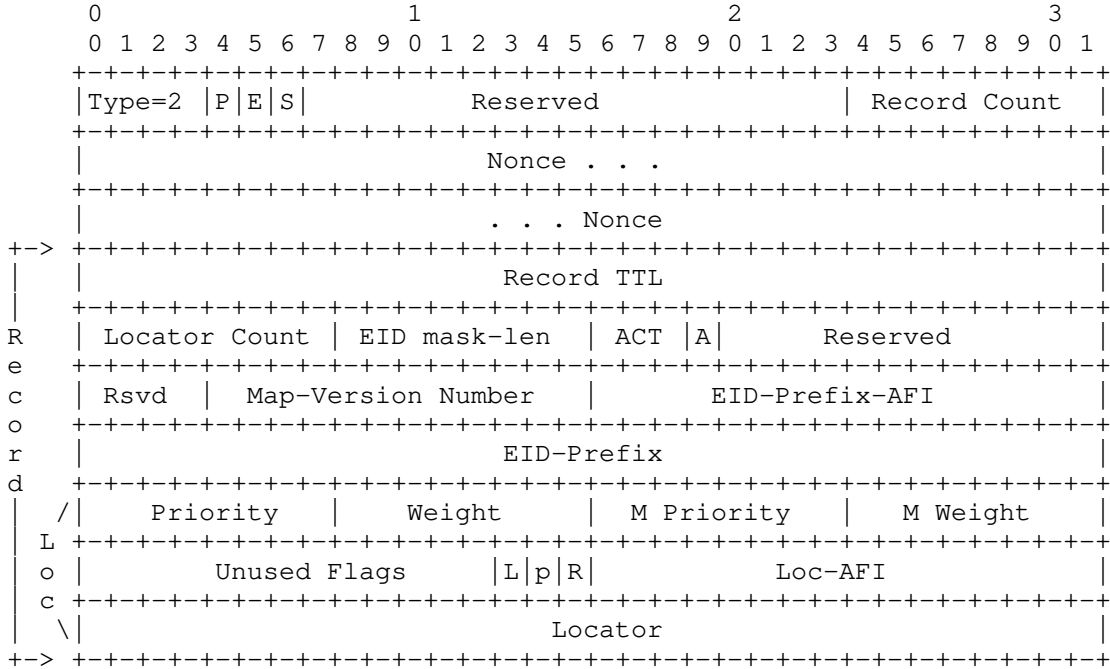 0                   1                   2                   3
        0 1 2 3 4 5 6 7 8 9 0 1 2 3 4 5 6 7 8 9 0 1 2 3 4 5 6 7 8 9 0 1
       +-+-+-+-+-+-+-+-+-+-+-+-+-+-+-+-+-+-+-+-+-+-+-+-+-+-+-+-+-+-+-+-+
       |Type=2 |P|E|S|          Reserved               | Record Count  |
       +-+-+-+-+-+-+-+-+-+-+-+-+-+-+-+-+-+-+-+-+-+-+-+-+-+-+-+-+-+-+-+-+
       |                         Nonce . . .                           |
       +-+-+-+-+-+-+-+-+-+-+-+-+-+-+-+-+-+-+-+-+-+-+-+-+-+-+-+-+-+-+-+-+
       |                         . . . Nonce                           |
   +-> +-+-+-+-+-+-+-+-+-+-+-+-+-+-+-+-+-+-+-+-+-+-+-+-+-+-+-+-+-+-+-+-+
   |   |                          Record TTL                           |
   |   +-+-+-+-+-+-+-+-+-+-+-+-+-+-+-+-+-+-+-+-+-+-+-+-+-+-+-+-+-+-+-+-+
   R   | Locator Count | EID mask-len  | ACT |A|      Reserved         |
   e   +-+-+-+-+-+-+-+-+-+-+-+-+-+-+-+-+-+-+-+-+-+-+-+-+-+-+-+-+-+-+-+-+
   c   | Rsvd  |  Map-Version Number   |       EID-Prefix-AFI          |
   o   +-+-+-+-+-+-+-+-+-+-+-+-+-+-+-+-+-+-+-+-+-+-+-+-+-+-+-+-+-+-+-+-+
   r   |                          EID-Prefix                           |
   d   +-+-+-+-+-+-+-+-+-+-+-+-+-+-+-+-+-+-+-+-+-+-+-+-+-+-+-+-+-+-+-+-+
   |  /|    Priority   |    Weight     |  M Priority   |   M Weight    |
   | L +-+-+-+-+-+-+-+-+-+-+-+-+-+-+-+-+-+-+-+-+-+-+-+-+-+-+-+-+-+-+-+-+
   | o |        Unused Flags     |L|p|R|           Loc-AFI             |
   | c +-+-+-+-+-+-+-+-+-+-+-+-+-+-+-+-+-+-+-+-+-+-+-+-+-+-+-+-+-+-+-+-+
   |  \|                             Locator                           |
   +-> +-+-+-+-+-+-+-+-+-+-+-+-+-+-+-+-+-+-+-+-+-+-+-+-+-+-+-+-+-+-+-+-+